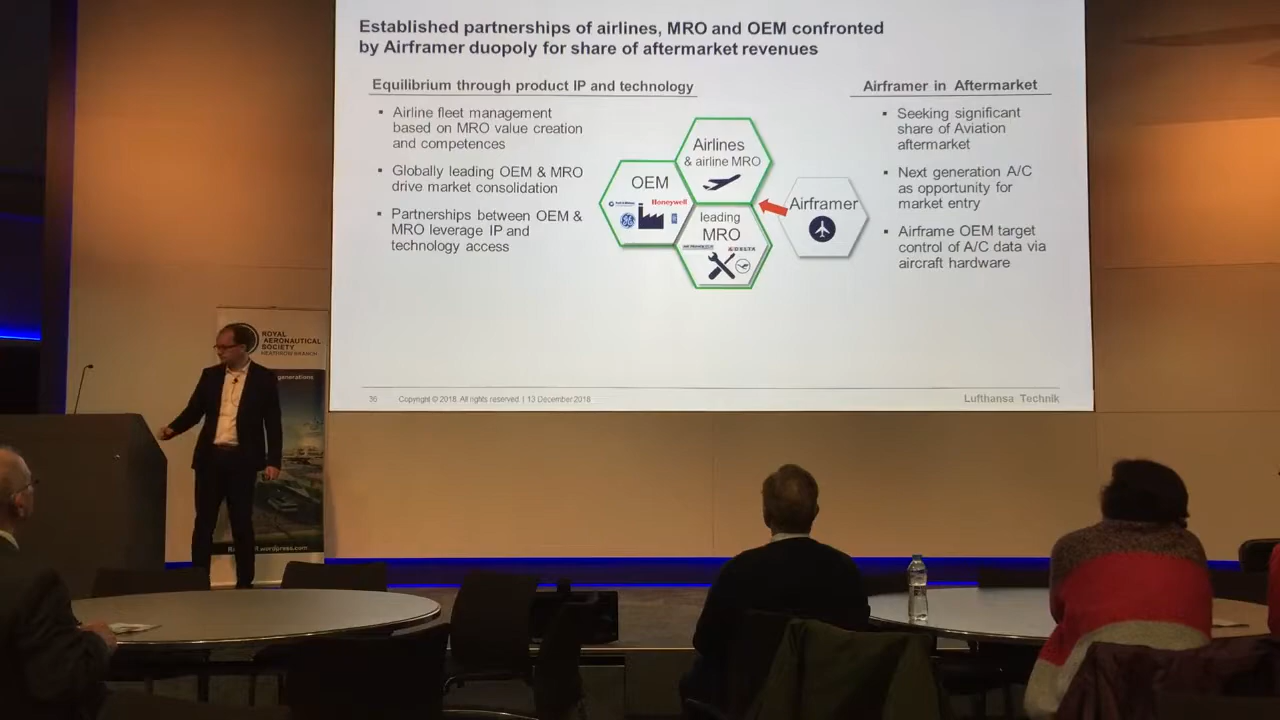 Established partnerships of airlines, MRO and OEM confronted
by Airframer duopoly for share of aftermarket revenues
Equilibrium through product IP and technology
▪ Airline fleet management
based on MRO value creation
and competences
▪ Globally leading OEM & MRO
drive market consolidation
▪ Partnerships between OEM &
MRO leverage IP and
technology access
Airlines
& airline MRO
OEM
Honeywell
leading
MRO
DELTA
Airframer
Airframer in Aftermarket
▪ Seeking significant
share of Aviation
aftermarket
▪ Next generation A/C
as opportunity for
market entry
▪ Airframe OEM target
control of A/C data via
aircraft hardware
36 Copyright © 2018. All rights reserved. | 13 December 2018
Lufthansa Technik
ROYAL
AERONAUTICAL
SOCIETY
HEATHROW BRANCH
generations
.wordpress.com